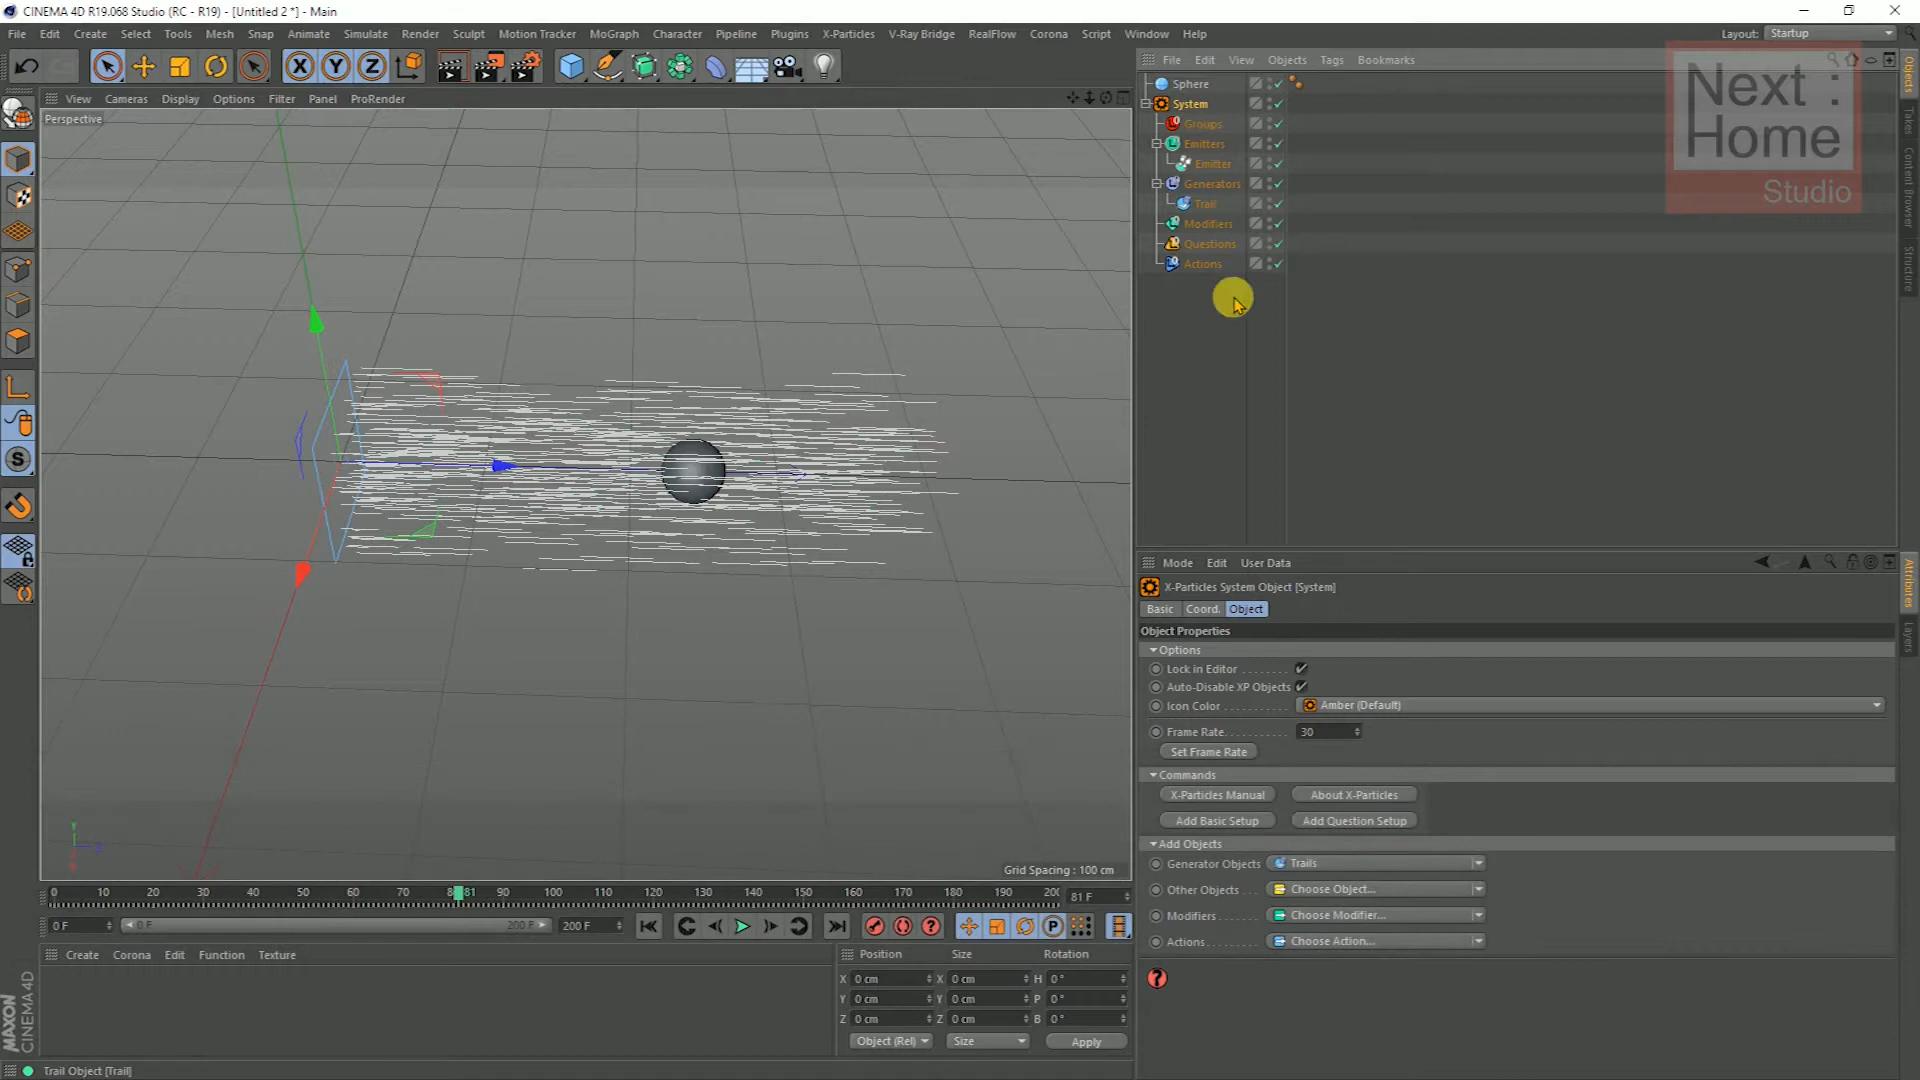 CINEMA 4D R19.068 Studio (RC - R19) - [Untitled 2 *] - Main
File Edit Create Select Tools Mesh Snap Animate Simulate Render Sculpt Motion Tracker MoGraph Character Pipeline Plugins X-Particles V-Ray Bridge RealFlow Corona Script Window Help
Layout: Startup
View Cameras Display Options Filter Panel ProRender
Perspective
File Edit View Objects Tags Bookmarks
Sphere
System
Groups
Emitters
Emitter
Generators
Trail
Modifiers
Questions
Actions
Next :
Home
Studio
Objects
Takes
Content Browser
Structure
Mode Edit User Data
X-Particles System Object [System]
Basic Coord. Object
Object Properties
Options
Lock in Editor
Auto-Disable XP Objects
Icon Color Amber (Default)
Frame Rate 30
Set Frame Rate
Commands
X-Particles Manual About X-Particles
Add Basic Setup Add Question Setup
Add Objects
Generator Objects Trails
Other Objects Choose Object...
Modifiers Choose Modifier...
Actions Choose Action...
Attributes
Layers
Grid Spacing : 100 cm
0 10 20 30 40 50 60 70 81 90 100 110 120 130 140 150 160 170 180 190 81 F
0 F 0 F 200 F 200 F
Create Corona Edit Function Texture
Position Size Rotation
X 0 cm X 0 cm H 0 °
Y 0 cm Y 0 cm P 0 °
Z 0 cm Z 0 cm B 0 °
Object (Rel) Size Apply
MAXON
CINEMA 4D
Trail Object [Trail]